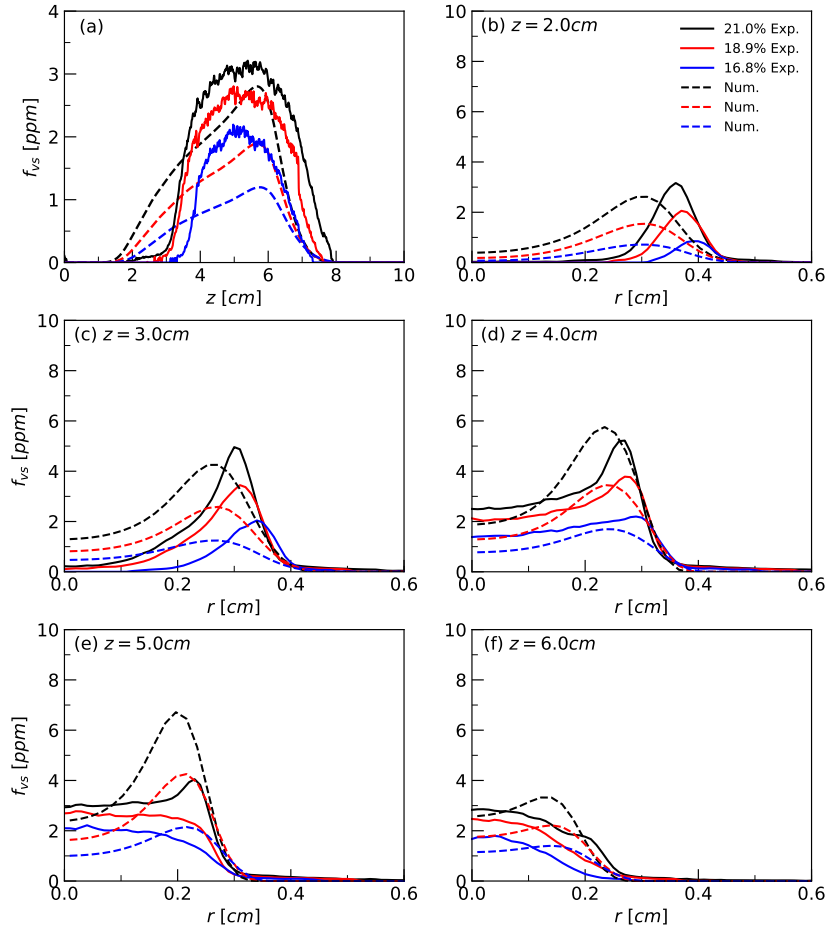 (a)
f_vs [ppm]
4
3
2
1
0
0 2 4 6 8 10
z [cm]
(b) z = 2.0cm
21.0% Exp.
18.9% Exp.
16.8% Exp.
Num.
Num.
Num.
10
8
6
4
2
0
0.0 0.2 0.4 0.6
r [cm]
(c) z = 3.0cm
f_vs [ppm]
10
8
6
4
2
0
0.0 0.2 0.4 0.6
r [cm]
(d) z = 4.0cm
10
8
6
4
2
0
0.0 0.2 0.4 0.6
r [cm]
(e) z = 5.0cm
f_vs [ppm]
10
8
6
4
2
0
0.0 0.2 0.4 0.6
r [cm]
(f) z = 6.0cm
10
8
6
4
2
0
0.0 0.2 0.4 0.6
r [cm]